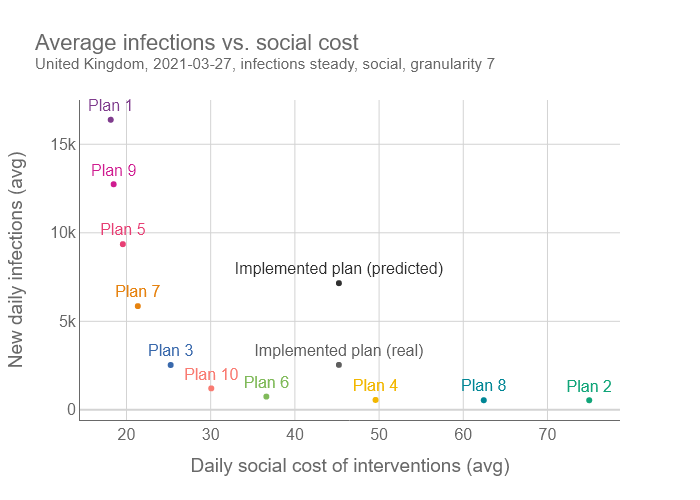 Average infections vs. social cost
United Kingdom, 2021-03-27, infections steady, social, granularity 7
New daily infections (avg)
15k
10k
5k
0
Plan 1
Plan 9
Plan 5
Implemented plan (predicted)
Plan 7
Plan 3
Implemented plan (real)
Plan 10
Plan 6
Plan 4
Plan 8
Plan 2
20
30
40
50
60
70
Daily social cost of interventions (avg)